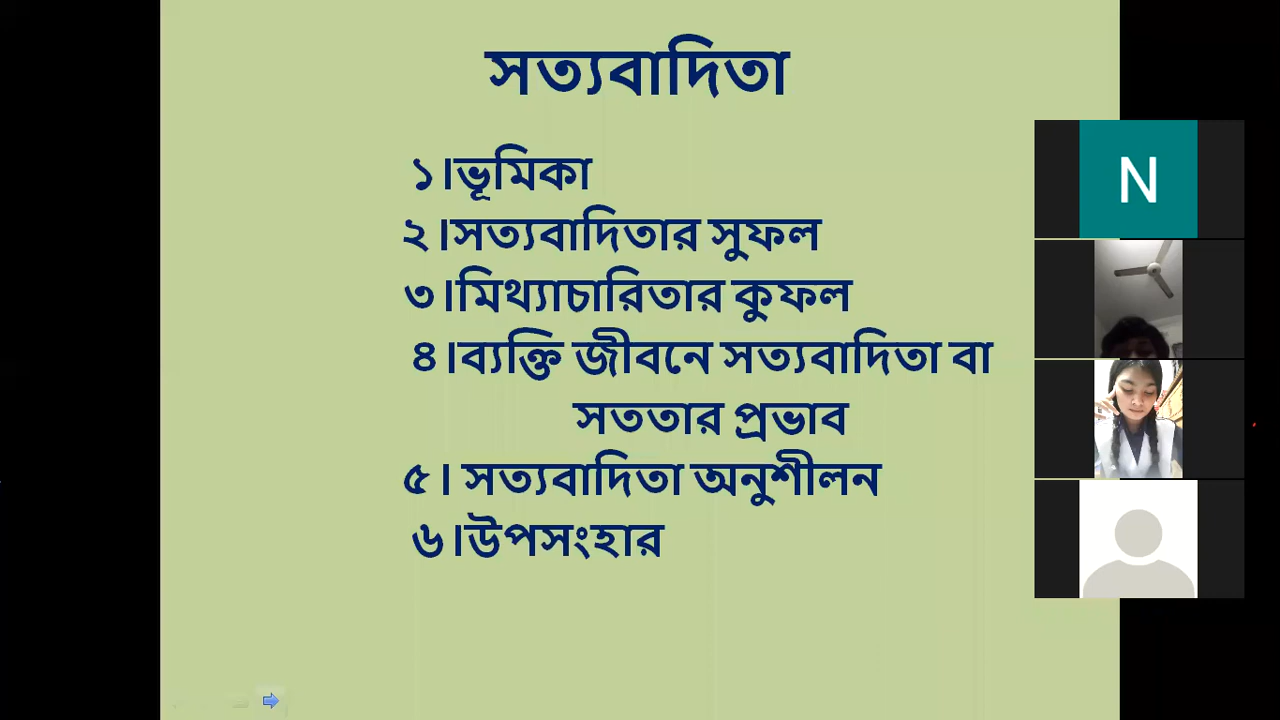 সত্যবাদিতা
১।ভূমিকা
২।সত্যবাদিতার সুফল
৩।মিথ্যাচারিতার কুফল
৪।ব্যক্তি জীবনে সত্যবাদিতা বা
সততার প্রভাব
৫। সত্যবাদিতা অনুশীলন
৬।উপসংহার
N